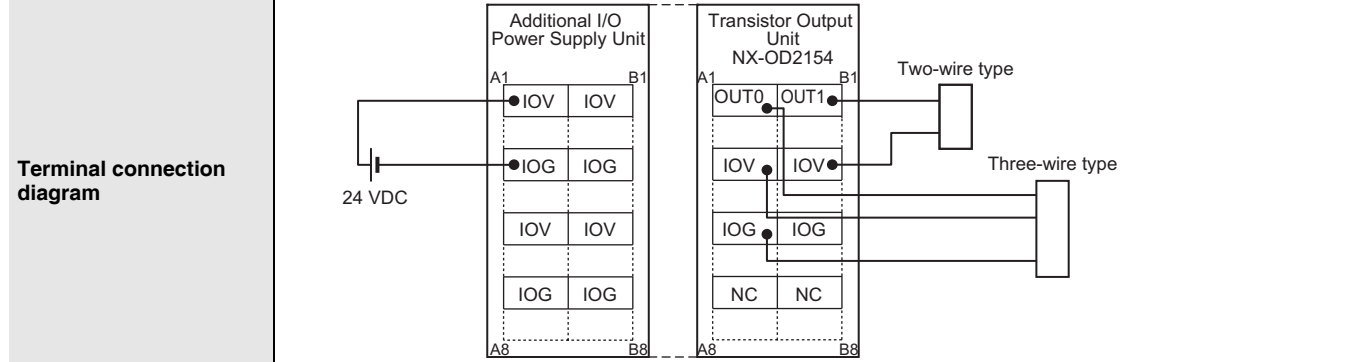 Terminal connection
diagram
Additional I/O
Power Supply Unit
A1 B1
IOV IOV
IOG IOG
IOV IOV
IOG IOG
A8 B8
24 VDC
Transistor Output
Unit
NX-OD2154
A1 B1
OUT0 OUT1
IOV IOV
IOG IOG
NC NC
A8 B8
Two-wire type
Three-wire type